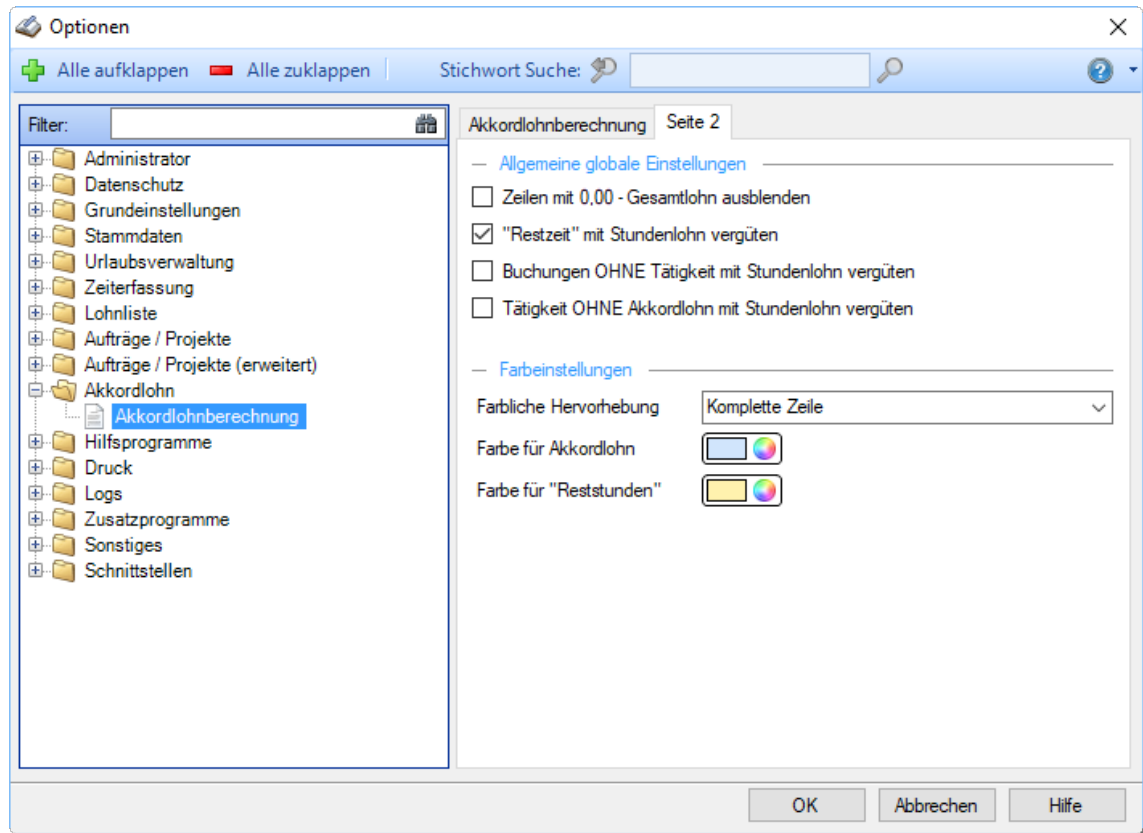 Optionen
Alle aufklappen Alle zuklappen Stichwort Suche:
Filter:
Administrator
Datenschutz
Grundeinstellungen
Stammdaten
Urlaubsverwaltung
Zeiterfassung
Lohnliste
Aufträge / Projekte
Aufträge / Projekte (erweitert)
Akkordlohn
Akkordlohnberechnung
Hilfsprogramme
Druck
Logs
Zusatzprogramme
Sonstiges
Schnittstellen
Akkordlohnberechnung Seite 2
Allgemeine globale Einstellungen
Zeilen mit 0,00 - Gesamtlohn ausblenden
"Restzeit" mit Stundenlohn vergüten
Buchungen OHNE Tätigkeit mit Stundenlohn vergüten
Tätigkeit OHNE Akkordlohn mit Stundenlohn vergüten
Farbeinstellungen
Farbliche Hervorhebung Komplette Zeile
Farbe für Akkordlohn
Farbe für "Reststunden"
OK Abbrechen Hilfe